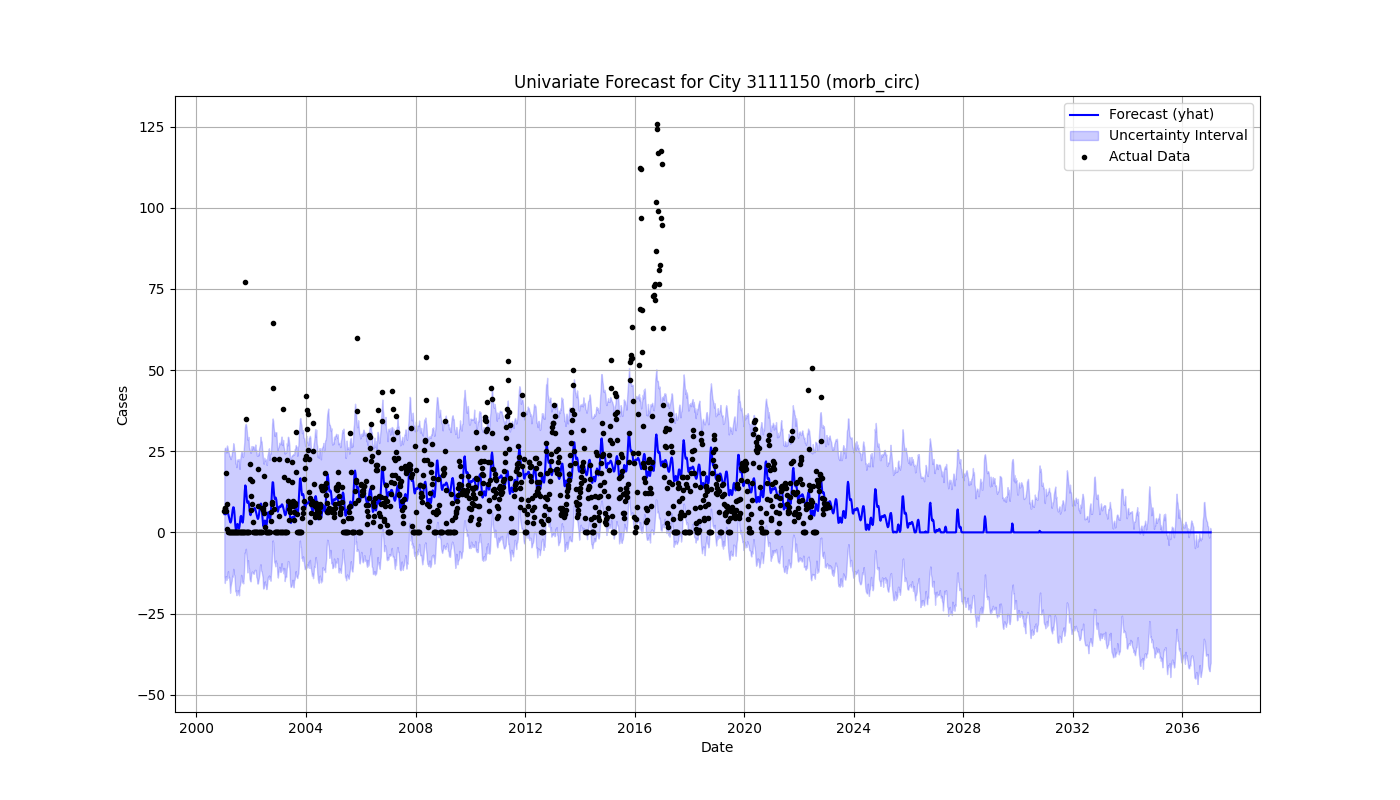 Univariate Forecast for City 3111150 (morb_circ)
Forecast (yhat)
Uncertainty Interval
Actual Data
Cases
125
100
75
50
25
0
−25
−50
2000 2004 2008 2012 2016 2020 2024 2028 2032 2036
Date